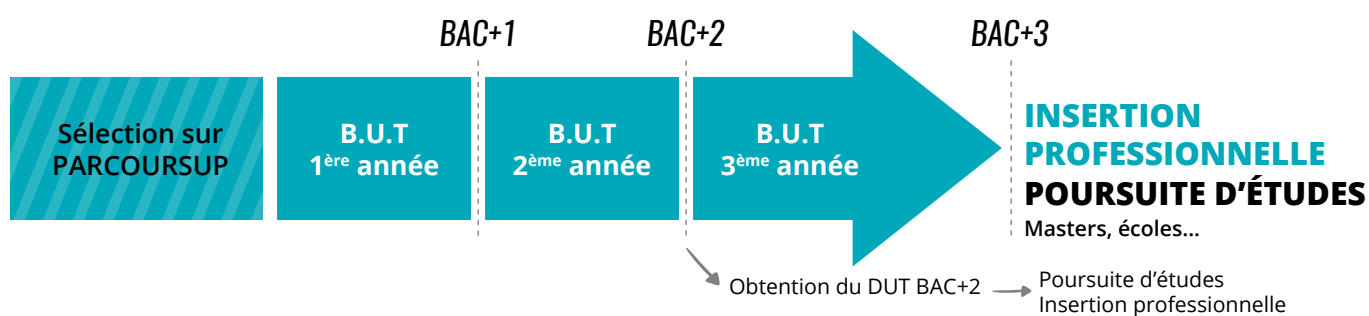 BAC+1
BAC+2
BAC+3
Sélection sur
PARCOURSUP
B.U.T
1ère année
B.U.T
2ème année
B.U.T
3ème année
INSERTION
PROFESSIONNELLE
POURSUITE D’ÉTUDES
Masters, écoles...
Obtention du DUT BAC+2
Poursuite d’études
Insertion professionnelle